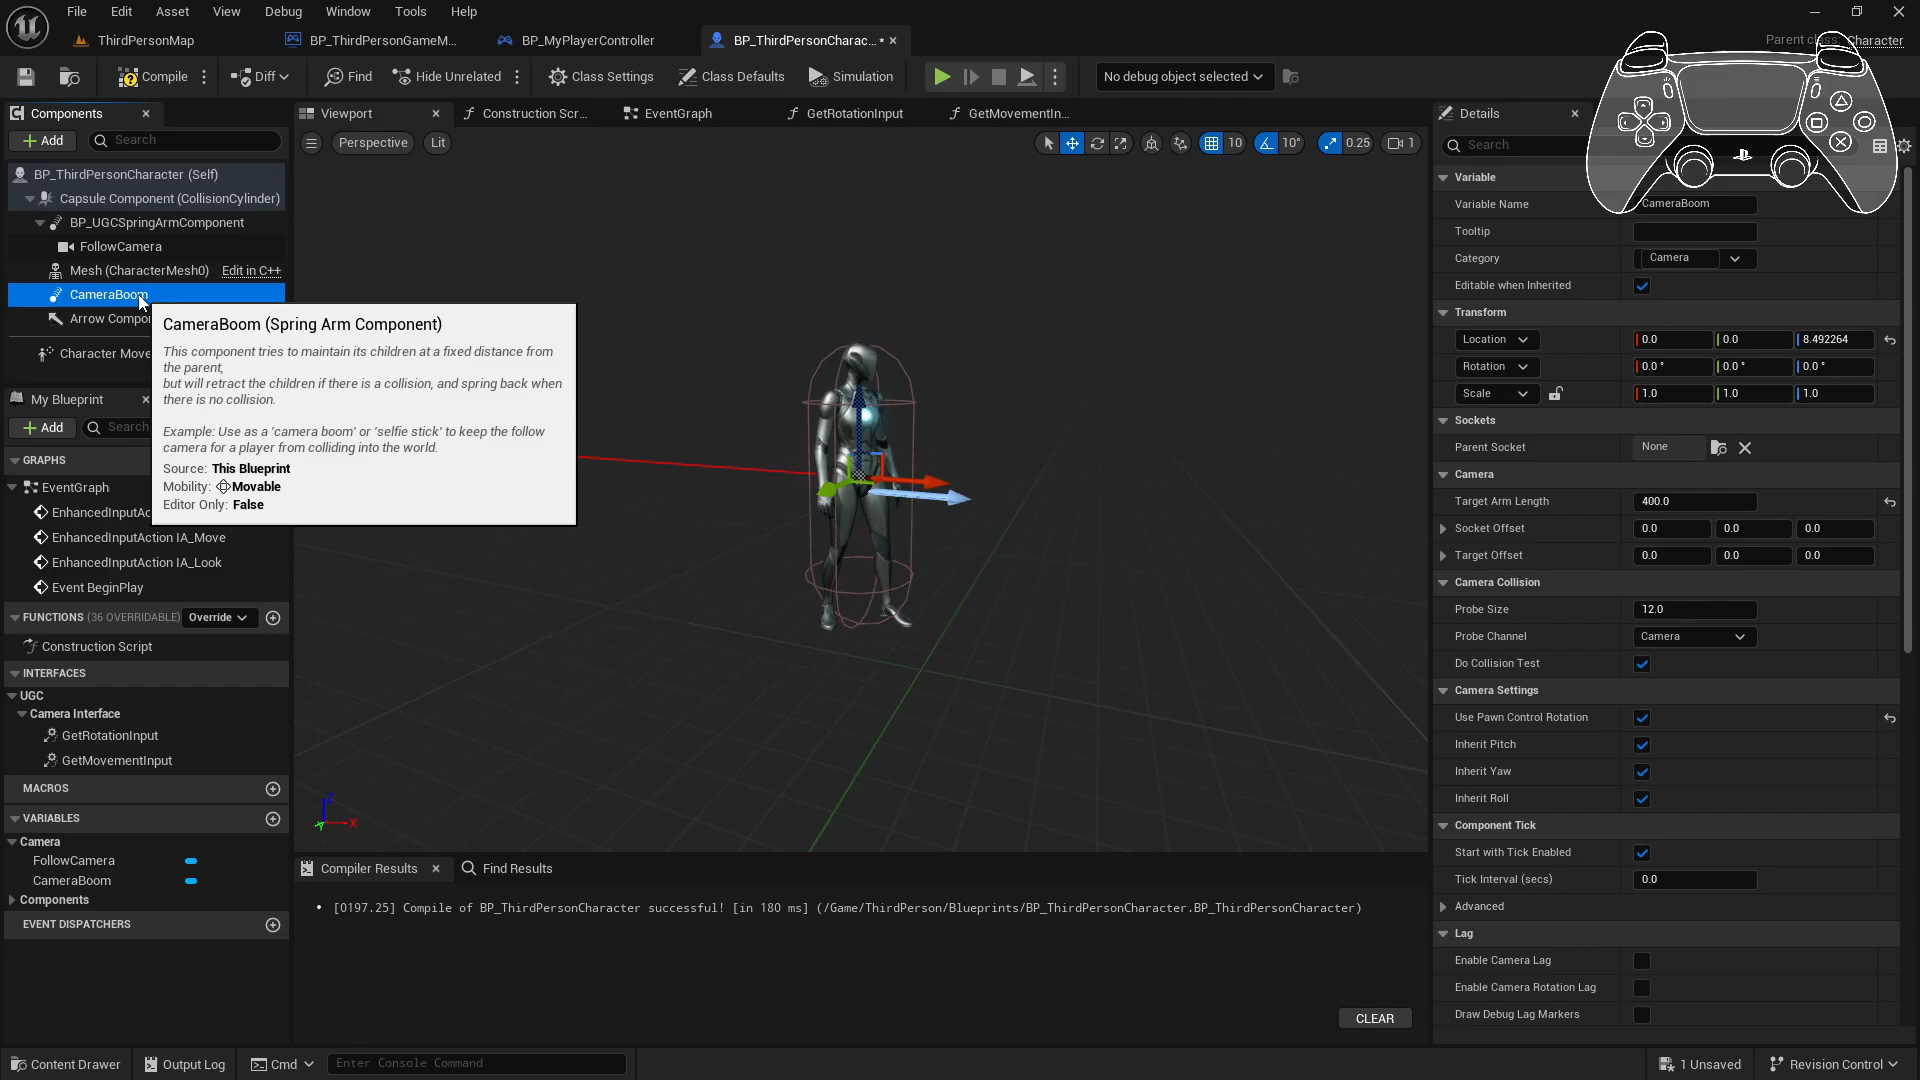 File Edit Asset View Debug Window Tools Help
ThirdPersonMap BP_ThirdPersonGameM... BP_MyPlayerController BP_ThirdPersonCharac...• Parent class: Character
Compile Diff Find Hide Unrelated Class Settings Class Defaults Simulation No debug object selected
Components Viewport Construction Scr... EventGraph GetRotationInput GetMovementIn... Details
Add Search Perspective Lit 10 10° 0.25 1 Search
BP_ThirdPersonCharacter (Self)
Capsule Component (CollisionCylinder)
BP_UGCSpringArmComponent
FollowCamera
Mesh (CharacterMesh0) Edit in C++
CameraBoom
Arrow Compo
Character Move
CameraBoom (Spring Arm Component)
This component tries to maintain its children at a fixed distance from
the parent,
but will retract the children if there is a collision, and spring back when
there is no collision.
Example: Use as a 'camera boom' or 'selfie stick' to keep the follow
camera for a player from colliding into the world.
Source: This Blueprint
Mobility: Movable
Editor Only: False
My Blueprint
Add Search
GRAPHS
EventGraph
EnhancedInputAc
EnhancedInputAction IA_Move
EnhancedInputAction IA_Look
Event BeginPlay
FUNCTIONS (36 OVERRIDABLE) Override
Construction Script
INTERFACES
UGC
Camera Interface
GetRotationInput
GetMovementInput
MACROS
VARIABLES
Camera
FollowCamera
CameraBoom
Components
EVENT DISPATCHERS
Z
Y X
Compiler Results Find Results
• [0197.25] Compile of BP_ThirdPersonCharacter successful! [in 180 ms] (/Game/ThirdPerson/Blueprints/BP_ThirdPersonCharacter.BP_ThirdPersonCharacter)
CLEAR
Variable
Variable Name CameraBoom
Tooltip
Category Camera
Editable when Inherited
Transform
Location 0.0 0.0 8.492264
Rotation 0.0 ° 0.0 ° 0.0 °
Scale 1.0 1.0 1.0
Sockets
Parent Socket None
Camera
Target Arm Length 400.0
Socket Offset 0.0 0.0 0.0
Target Offset 0.0 0.0 0.0
Camera Collision
Probe Size 12.0
Probe Channel Camera
Do Collision Test
Camera Settings
Use Pawn Control Rotation
Inherit Pitch
Inherit Yaw
Inherit Roll
Component Tick
Start with Tick Enabled
Tick Interval (secs) 0.0
Advanced
Lag
Enable Camera Lag
Enable Camera Rotation Lag
Draw Debug Lag Markers
Content Drawer Output Log Cmd Enter Console Command 1 Unsaved Revision Control